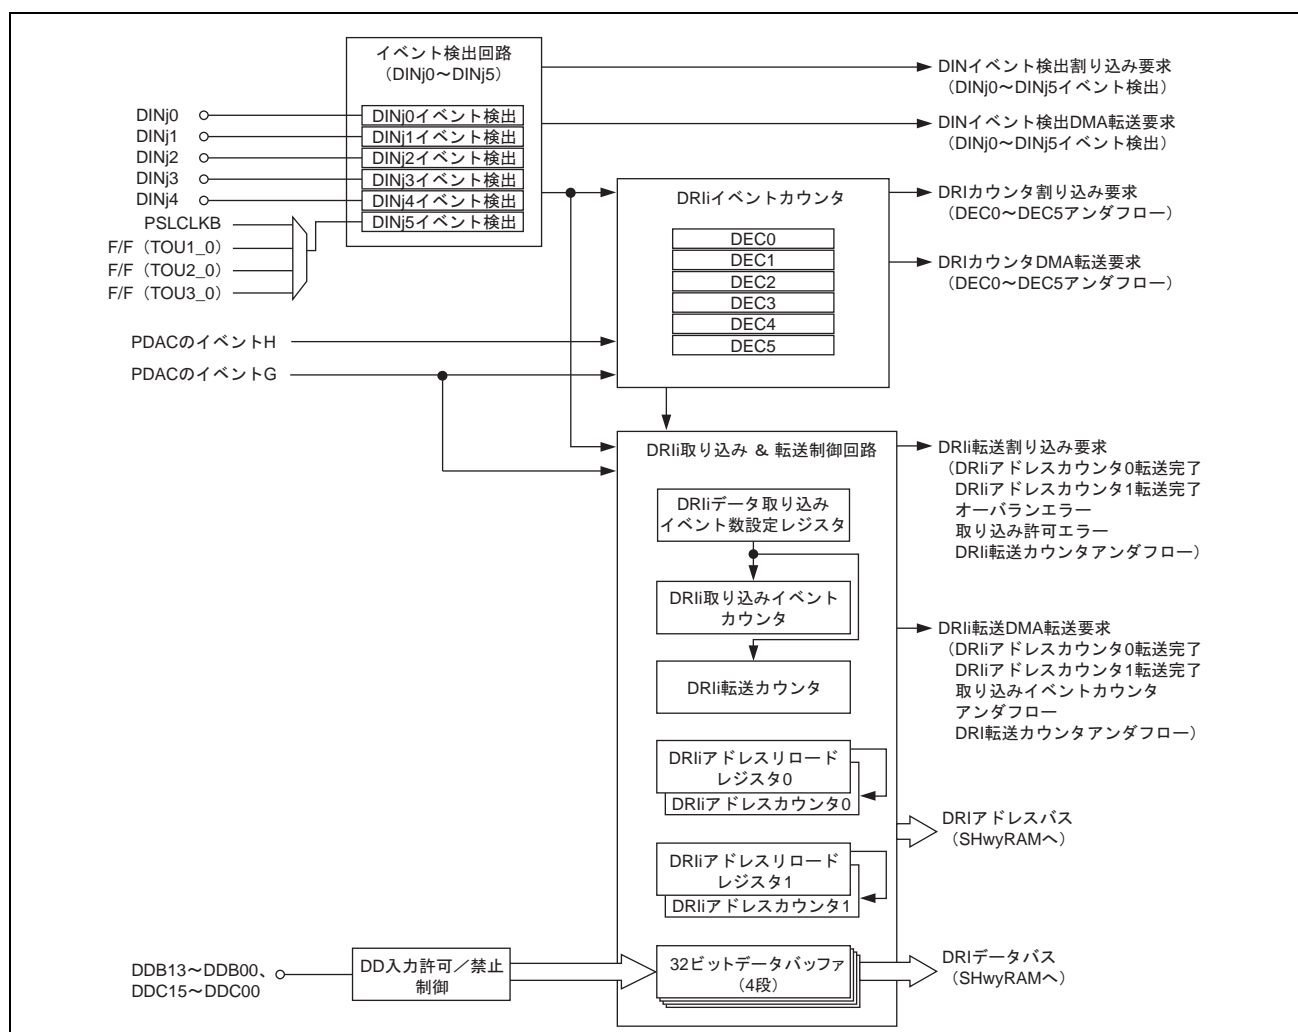 イベント検出回路
（DINj0～DINj5）
DINj0
DINj1
DINj2
DINj3
DINj4
PSLCLKB
F/F（TOU1_0）
F/F（TOU2_0）
F/F（TOU3_0）
DINj0イベント検出
DINj1イベント検出
DINj2イベント検出
DINj3イベント検出
DINj4イベント検出
DINj5イベント検出
DINイベント検出割り込み要求
（DINj0～DINj5イベント検出）
DINイベント検出DMA転送要求
（DINj0～DINj5イベント検出）
DRIiイベントカウンタ
DEC0
DEC1
DEC2
DEC3
DEC4
DEC5
DRIカウンタ割り込み要求
（DEC0～DEC5アンダフロー）
DRIカウンタDMA転送要求
（DEC0～DEC5アンダフロー）
PDACのイベントH
PDACのイベントG
DRIi取り込み & 転送制御回路
DRIiデータ取り込み
イベント数設定レジスタ
DRIi取り込みイベント
カウンタ
DRIi転送カウンタ
DRIiアドレスリロード
レジスタ0
DRIiアドレスカウンタ0
DRIiアドレスリロード
レジスタ1
DRIiアドレスカウンタ1
32ビットデータバッファ
（4段）
DRIi転送割り込み要求
（DRIiアドレスカウンタ0転送完了
DRIiアドレスカウンタ1転送完了
オーバランエラー
取り込み許可エラー
DRIi転送カウンタアンダフロー）
DRIi転送DMA転送要求
（DRIiアドレスカウンタ0転送完了
DRIiアドレスカウンタ1転送完了
取り込みイベントカウンタ
アンダフロー
DRI転送カウンタアンダフロー）
DRIアドレスバス
（SHwyRAMへ）
DRIデータバス
（SHwyRAMへ）
DDB13～DDB00、
DDC15～DDC00
DD入力許可／禁止
制御